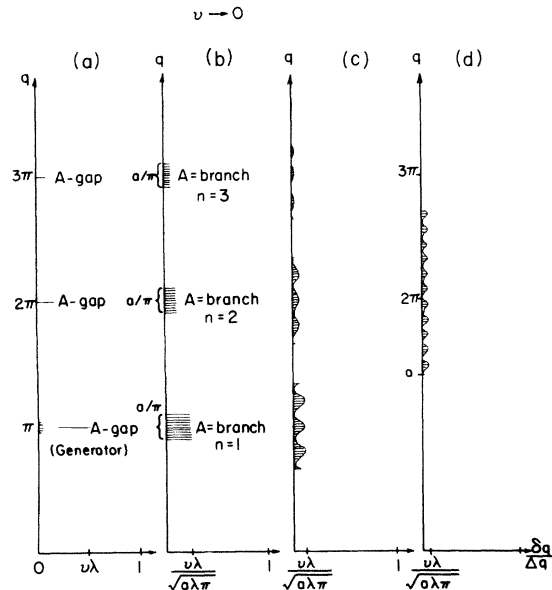 υ → 0
(a) (b) (c) (d)
q q q q
3π A-gap a/π A=branch n=3 3π
2π A-gap a/π A=branch n=2 2π
a
π A-gap (Generator) a/π A=branch n=1
0 υλ 1 υλ/√aλπ 1 υλ/√aλπ 1 υλ/√aλπ δq/Δq